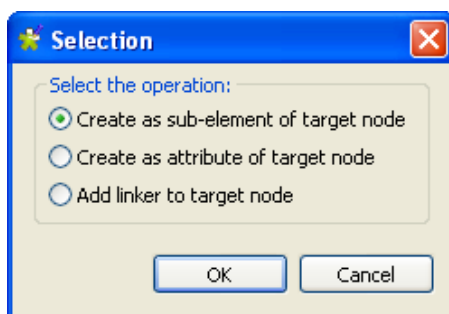 Selection
Select the operation:
Create as sub-element of target node
Create as attribute of target node
Add linker to target node
OK
Cancel